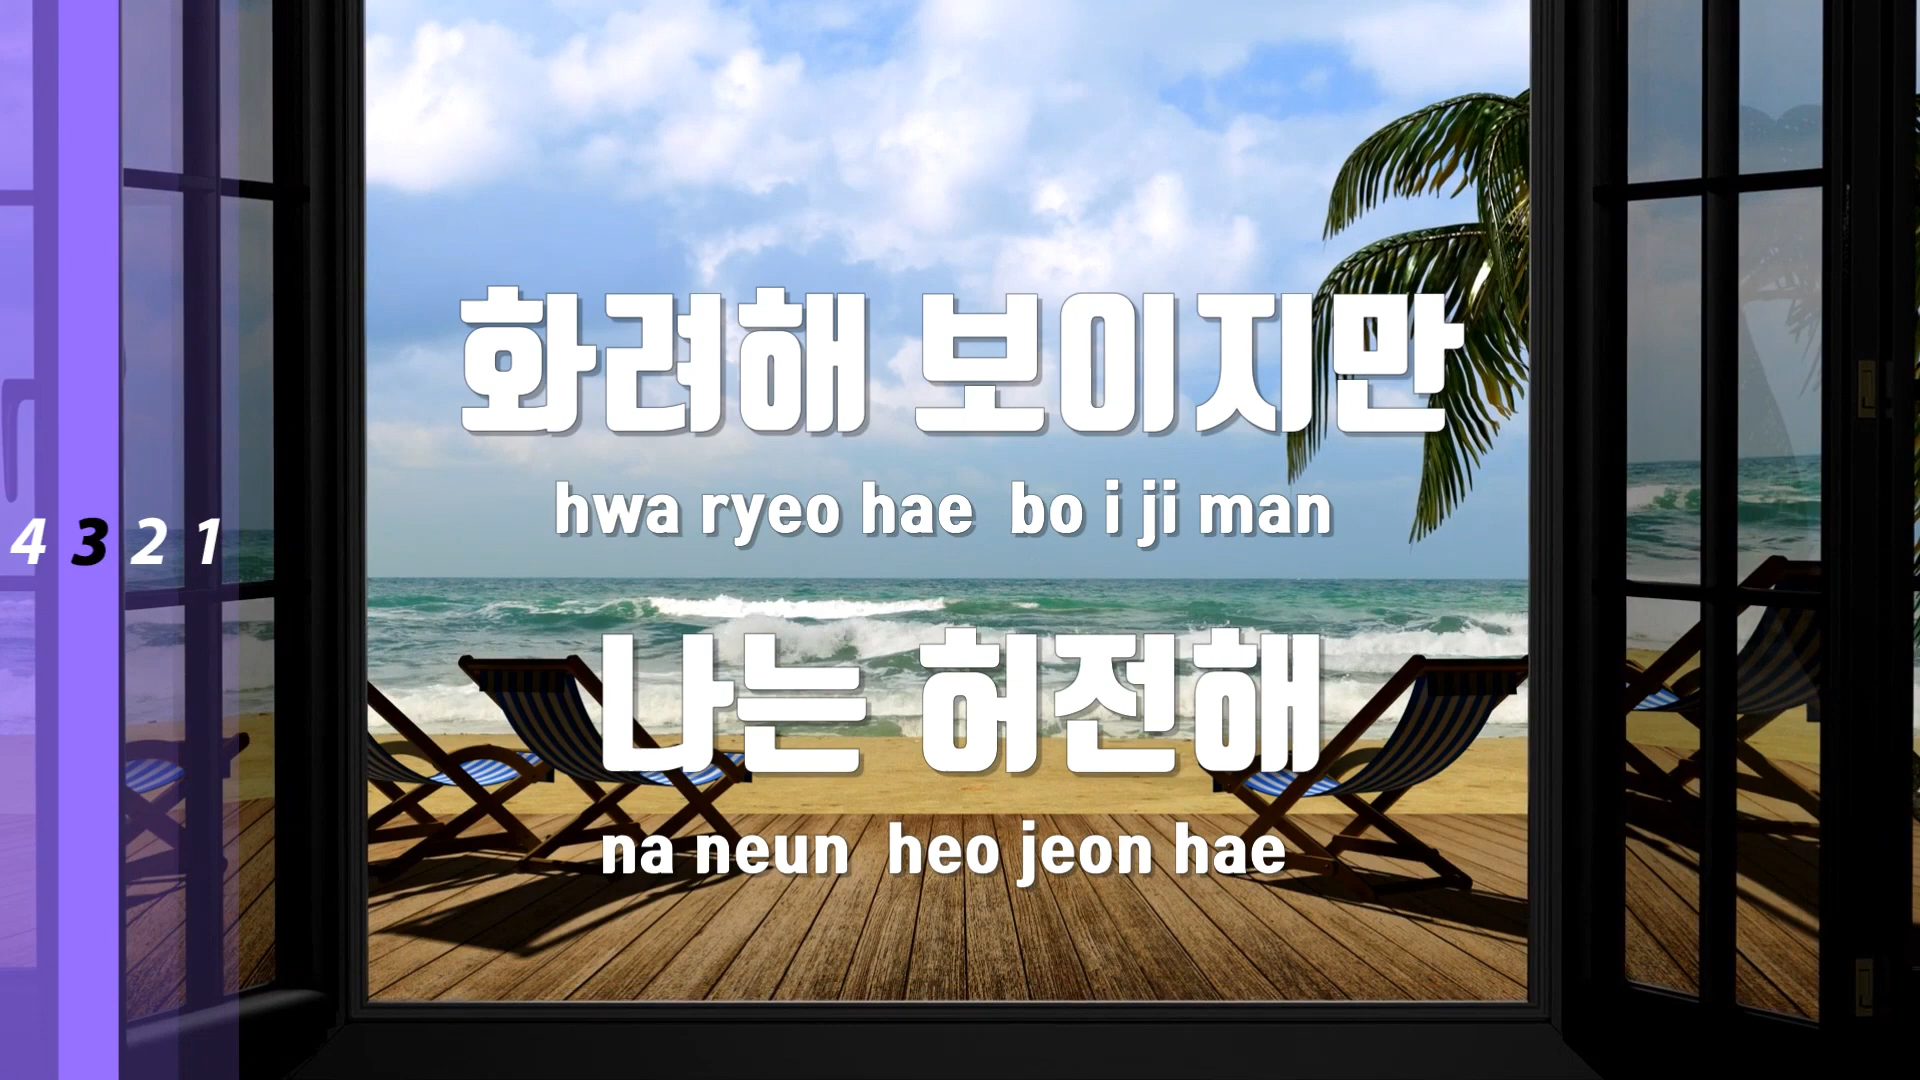 화려해 보이지만
hwa ryeo hae bo i ji man
4 3 2 1
나는 허전해
na neun heo jeon hae